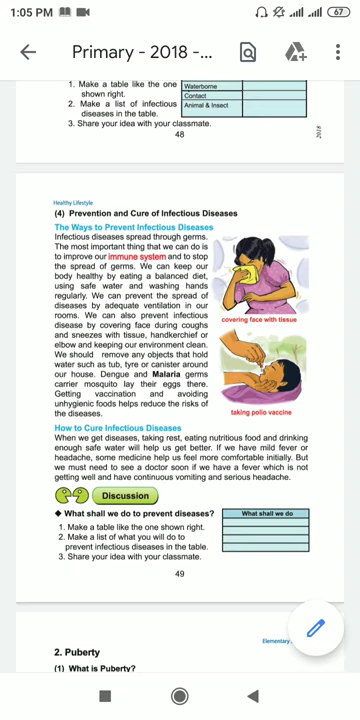 1:05 PM
67
Primary - 2018 -...
1. Make a table like the one
shown right.
2. Make a list of infectious
diseases in the table.
3. Share your idea with your classmate.
Waterborne
Contact
Animal & Insect
48
2018
Healthy Lifestyle
(4) Prevention and Cure of Infectious Diseases
The Ways to Prevent Infectious Diseases
Infectious diseases spread through germs.
The most important thing that we can do is
to improve our immune system and to stop
the spread of germs. We can keep our
body healthy by eating a balanced diet,
using safe water and washing hands
regularly. We can prevent the spread of
diseases by adequate ventilation in our
rooms. We can also prevent infectious
disease by covering face during coughs
and sneezes with tissue, handkerchief or
elbow and keeping our environment clean.
We should remove any objects that hold
water such as tub, tyre or canister around
our house. Dengue and Malaria germs
carrier mosquito lay their eggs there.
Getting vaccination and avoiding
unhygienic foods helps reduce the risks of
the diseases.
covering face with tissue
taking polio vaccine
How to Cure Infectious Diseases
When we get diseases, taking rest, eating nutritious food and drinking
enough safe water will help us get better. If we have mild fever or
headache, some medicine help us feel more comfortable initially. But
we must need to see a doctor soon if we have a fever which is not
getting well and have continuous vomiting and serious headache.
Discussion
❖ What shall we do to prevent diseases?
1. Make a table like the one shown right.
2. Make a list of what you will do to
prevent infectious diseases in the table.
3. Share your idea with your classmate.
What shall we do
49
Elementary
2. Puberty
(1) What is Puberty?